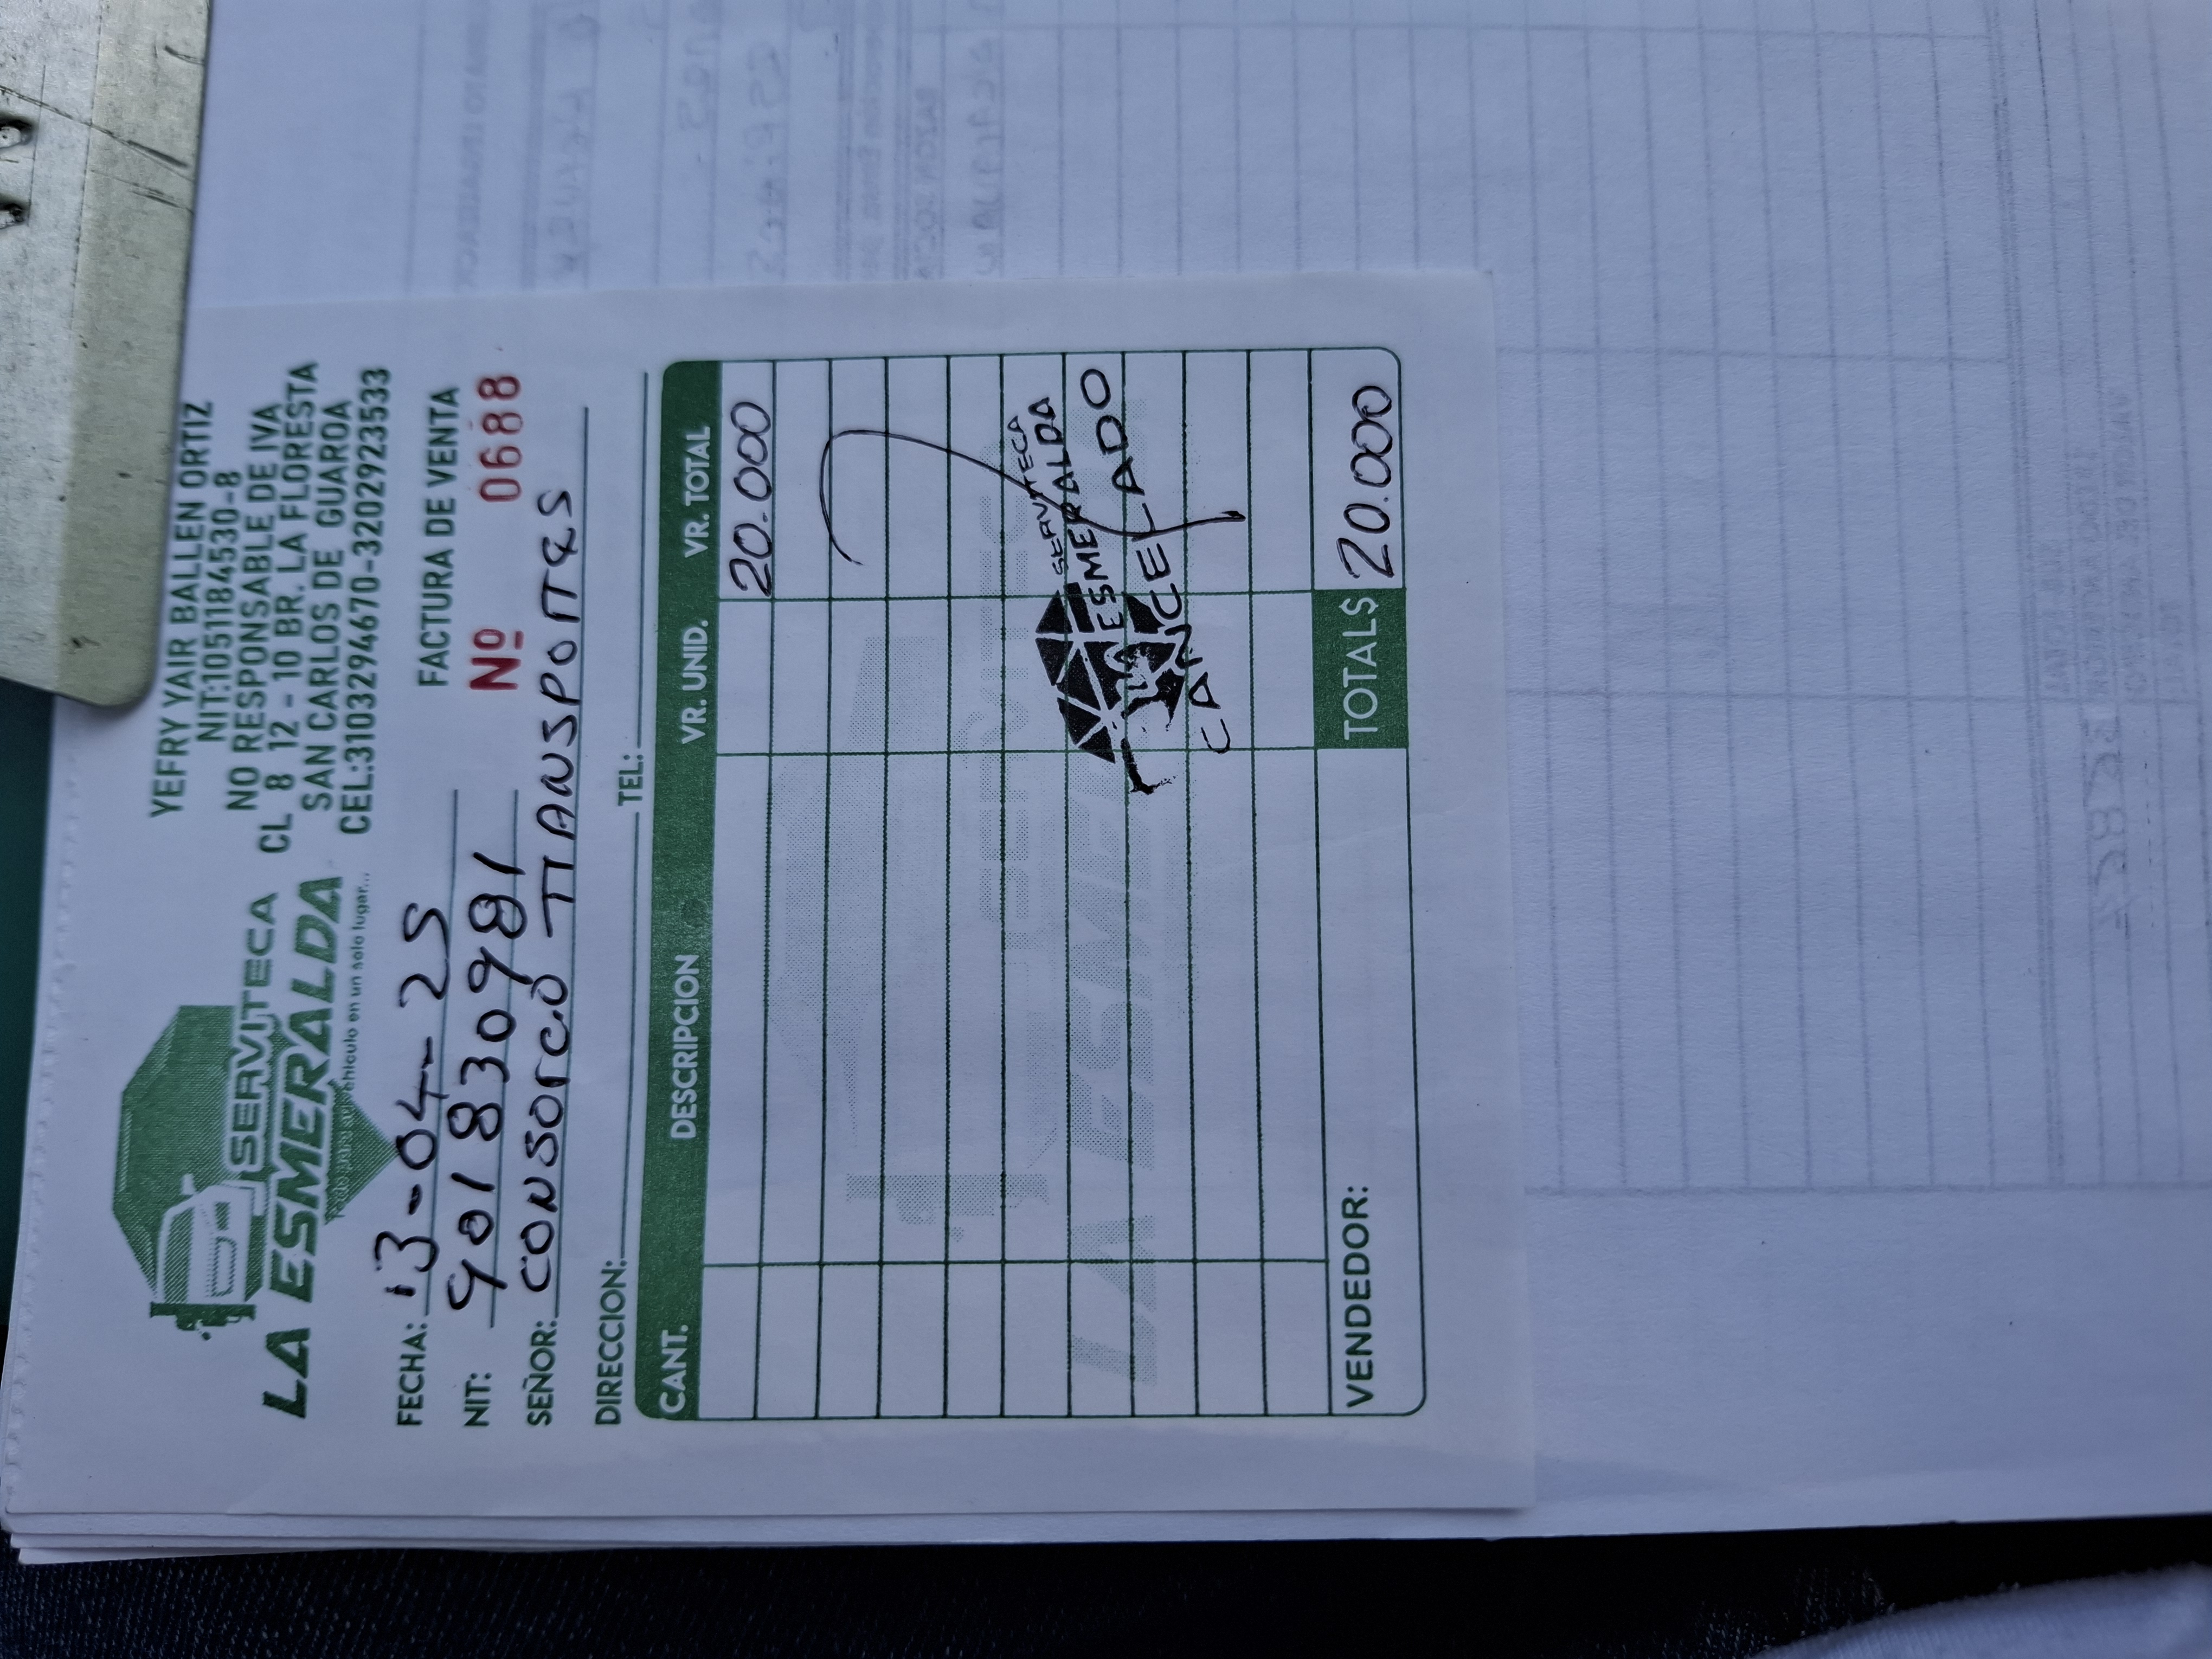 YEFRY YAIR BALLEN ORTIZ
NIT:1051184530-8
NO RESPONSABLE DE IVA
CL 8 12 - 10 BR. LA FLORESTA
SAN CARLOS DE GUAROA
CEL:3103294670-3202923533
SERVITECA
LA ESMERALDA
Todo para su vehículo en un solo lugar...
FECHA: 13-04-25 FACTURA DE VENTA
NIT: 901830981 Nº 0688
SEÑOR: CONSORCIO TRANSPORTES
DIRECCION: TEL:
CANT. DESCRIPCION VR. UNID. VR. TOTAL
20.000
SERVITECA
LA ESMERALDA
CANCELADO
VENDEDOR: TOTAL$ 20.000